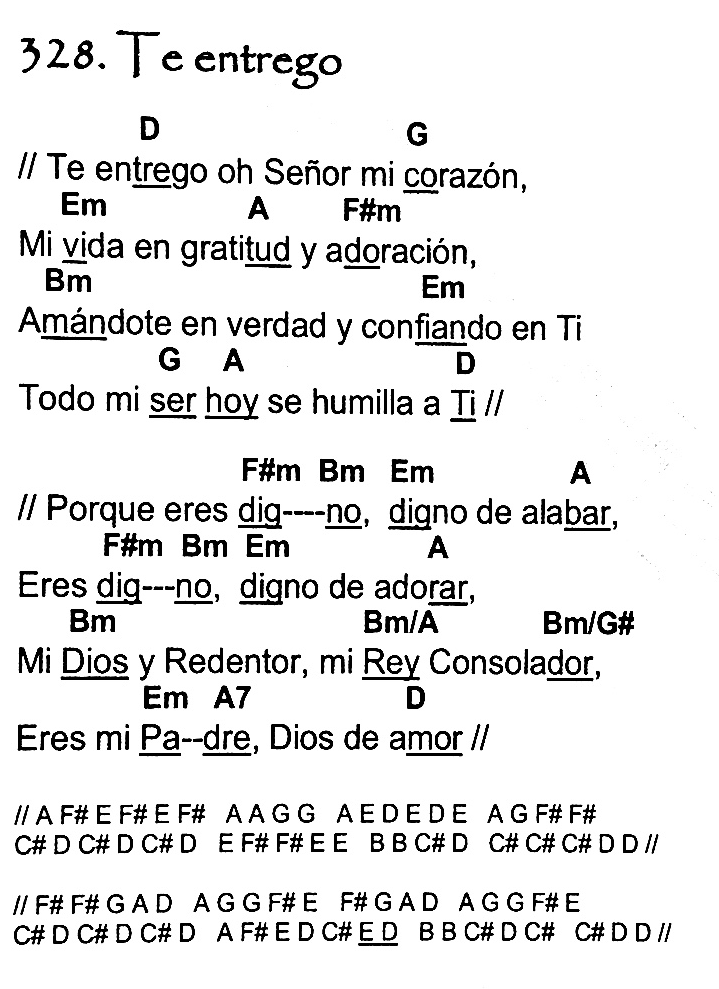 328. Te entrego
D G
// Te entrego oh Señor mi corazón,
Em A F#m
Mi vida en gratitud y adoración,
Bm Em
Amándote en verdad y confiando en Ti
G A D
Todo mi ser hoy se humilla a Ti //
F#m Bm Em A
// Porque eres dig----no, digno de alabar,
F#m Bm Em A
Eres dig---no, digno de adorar,
Bm Bm/A Bm/G#
Mi Dios y Redentor, mi Rey Consolador,
Em A7 D
Eres mi Pa--dre, Dios de amor //
// A F# E F# E F# A A G G A E D E D E A G F# F#
C# D C# D C# D E F# F# E E B B C# D C# C# C# D D //
// F# F# G A D A G G F# E F# G A D A G G F# E
C# D C# D C# D A F# E D C# E D B B C# D C# C# D D //